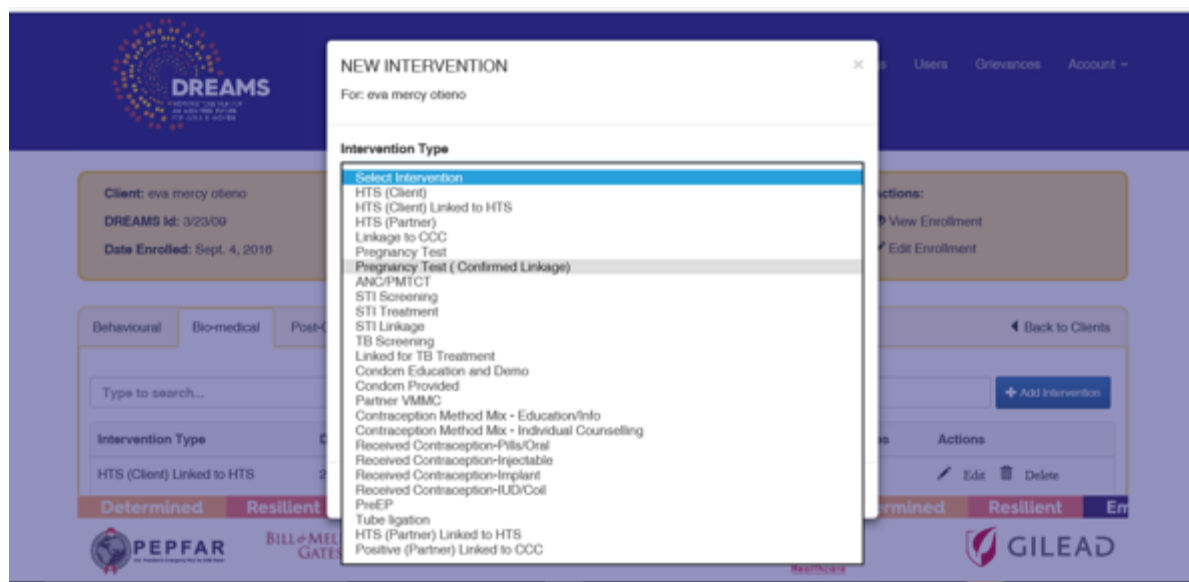 DREAMS
NEW INTERVENTION
×
For: eva mercy otieno
Users
Grievances
Account
Intervention Type
Select Intervention
HTS (Client)
HTS (Client) Linked to HTS
HTS (Partner)
Linkage to CCC
Pregnancy Test
Pregnancy Test ( Confirmed Linkage)
ANC/PMTCT
STI Screening
STI Treatment
STI Linkage
TB Screening
Linked for TB Treatment
Condom Education and Demo
Condom Provided
Partner VMMC
Contraception Method Mix - Education/Info
Contraception Method Mix - Individual Counselling
Received Contraception-Pills/Oral
Received Contraception-Injectable
Received Contraception-Implant
Received Contraception-IUD/Coil
PreEP
Tube ligation
HTS (Partner) Linked to HTS
Positive (Partner) Linked to CCC
Client: eva mercy otieno
DREAMS Id: 3/23/09
Date Enrolled: Sept. 4, 2016
ctions:
View Enrollment
Edit Enrollment
Behavioural
Bio-medical
Post-
Back to Clients
Type to search...
+ Add Intervention
Intervention Type
Actions
HTS (Client) Linked to HTS
2
Edit
Delete
Determined
Resilient
rmined
Resilient
Em
PEPFAR
BILL & MEL
GATES
Healthcare
GILEAD